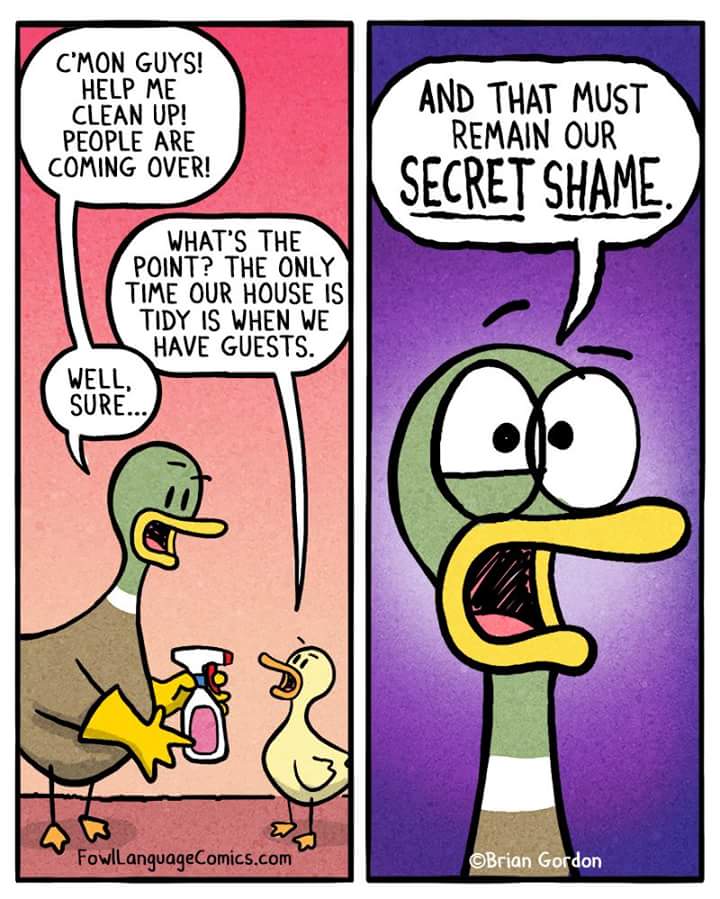 C'MON GUYS!
HELP ME
CLEAN UP!
PEOPLE ARE
COMING OVER!
WHAT'S THE
POINT? THE ONLY
TIME OUR HOUSE IS
TIDY IS WHEN WE
HAVE GUESTS.
WELL,
SURE...
FowlLanguageComics.com
AND THAT MUST
REMAIN OUR
SECRET SHAME.
©Brian Gordon